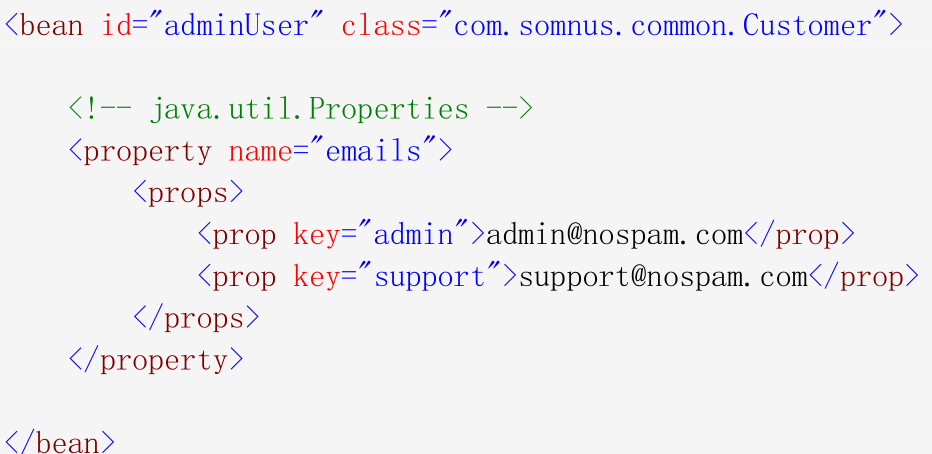 <bean id="adminUser" class="com.somnus.common.Customer">
<!-- java.util.Properties -->
<property name="emails">
<props>
<prop key="admin">admin@nospam.com</prop>
<prop key="support">support@nospam.com</prop>
</props>
</property>
</bean>